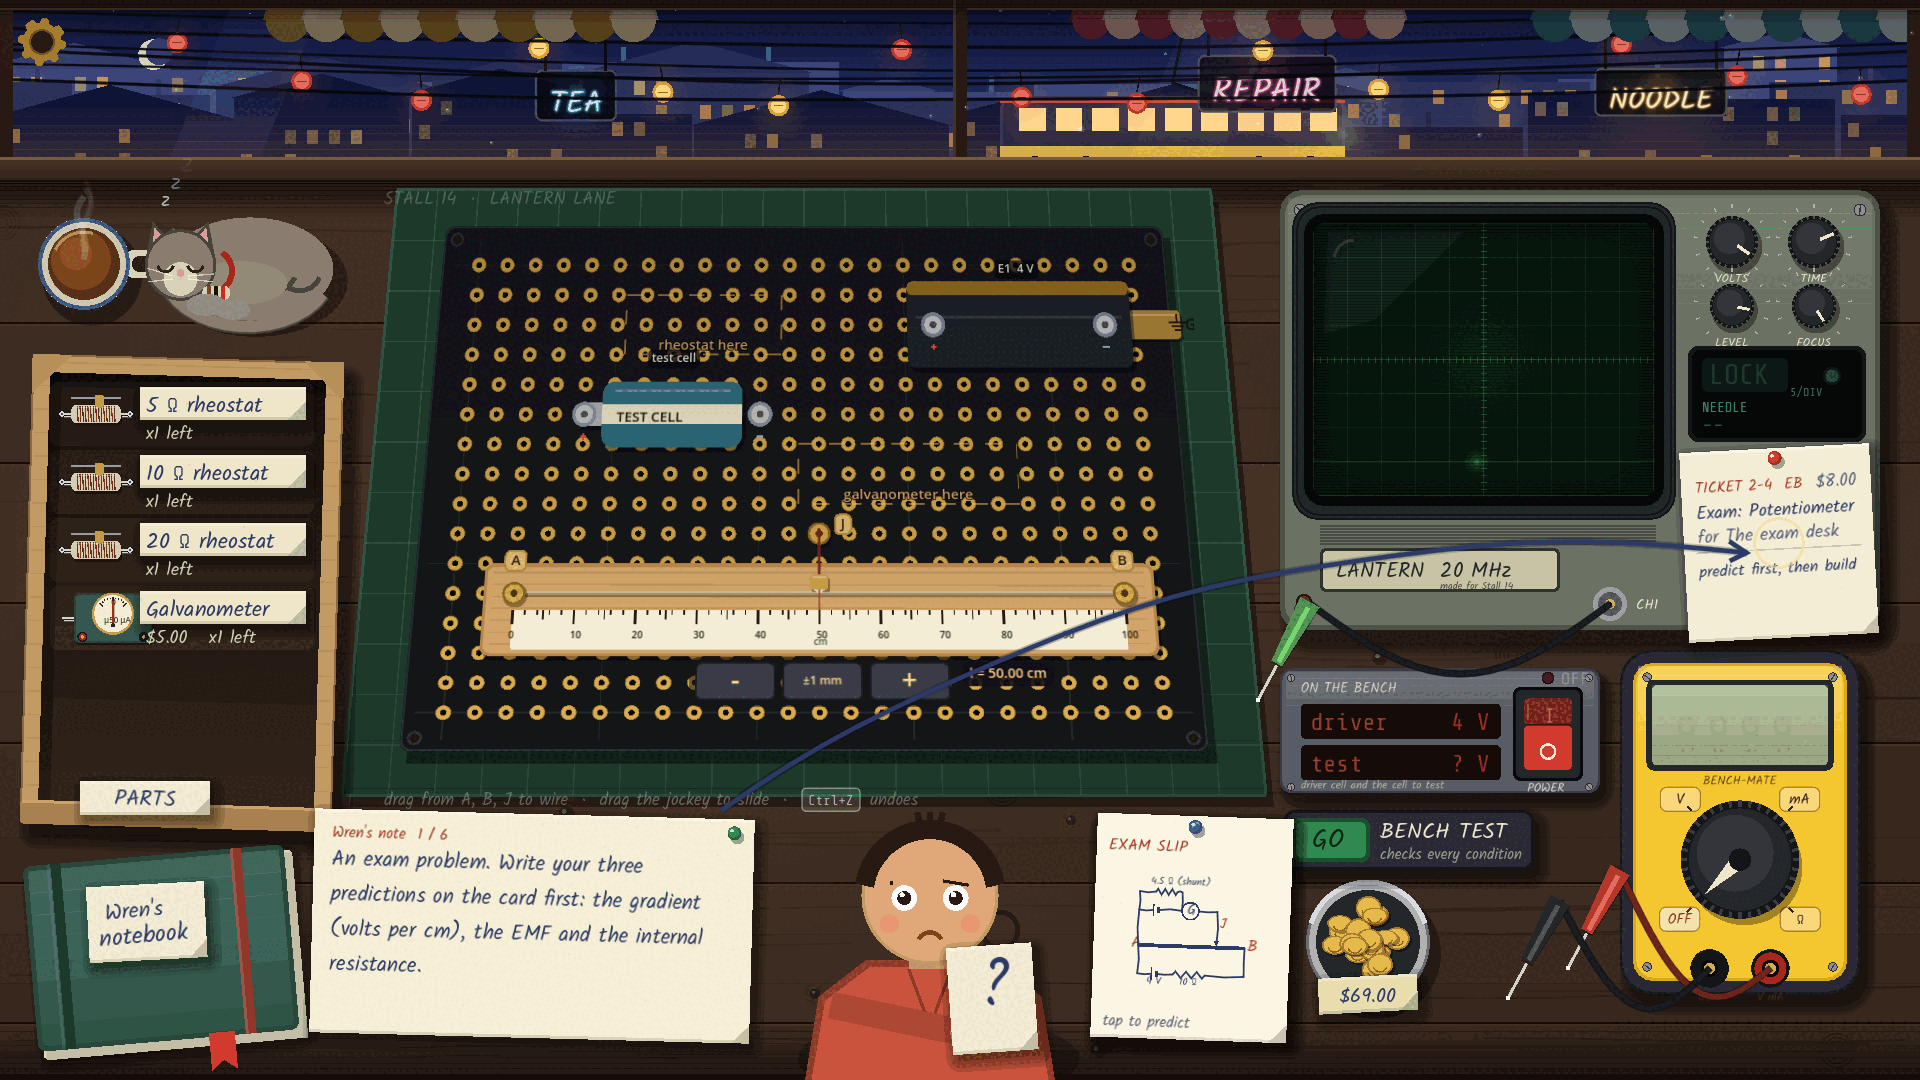 TEA
REPAIR
NOODLE
z
z
STALL 14 · LANTERN LANE
5 Ω rheostat
x1 left
10 Ω rheostat
x1 left
20 Ω rheostat
x1 left
Galvanometer
$5.00 x1 left
PARTS
E1 4 V
+
−
G
rheostat here
test cell
TEST CELL
galvanometer here
J
A
B
0 10 20 30 40 50 60 70 80 90 100
cm
-
±1 mm
+
= 50.00 cm
drag from A, B, J to wire · drag the jockey to slide · Ctrl+Z undoes
VOLTS
TIME
LEVEL
FOCUS
LOCK
5/DIV
NEEDLE
--
TICKET 2-4 EB $8.00
Exam: Potentiometer
for The exam desk
predict first, then build
LANTERN 20 MHz
made for Stall 14
CH1
ON THE BENCH
OFF
driver 4 V
test ? V
driver cell and the cell to test
I
O
POWER
BENCH-MATE
V
mA
OFF
Ω
GO
BENCH TEST
checks every condition
$69.00
Wren's
notebook
Wren's note 1 / 6
An exam problem. Write your three
predictions on the card first: the gradient
(volts per cm), the EMF and the internal
resistance.
?
EXAM SLIP
4.5 Ω (shunt)
G
J
A
B
4 V 10 Ω
tap to predict